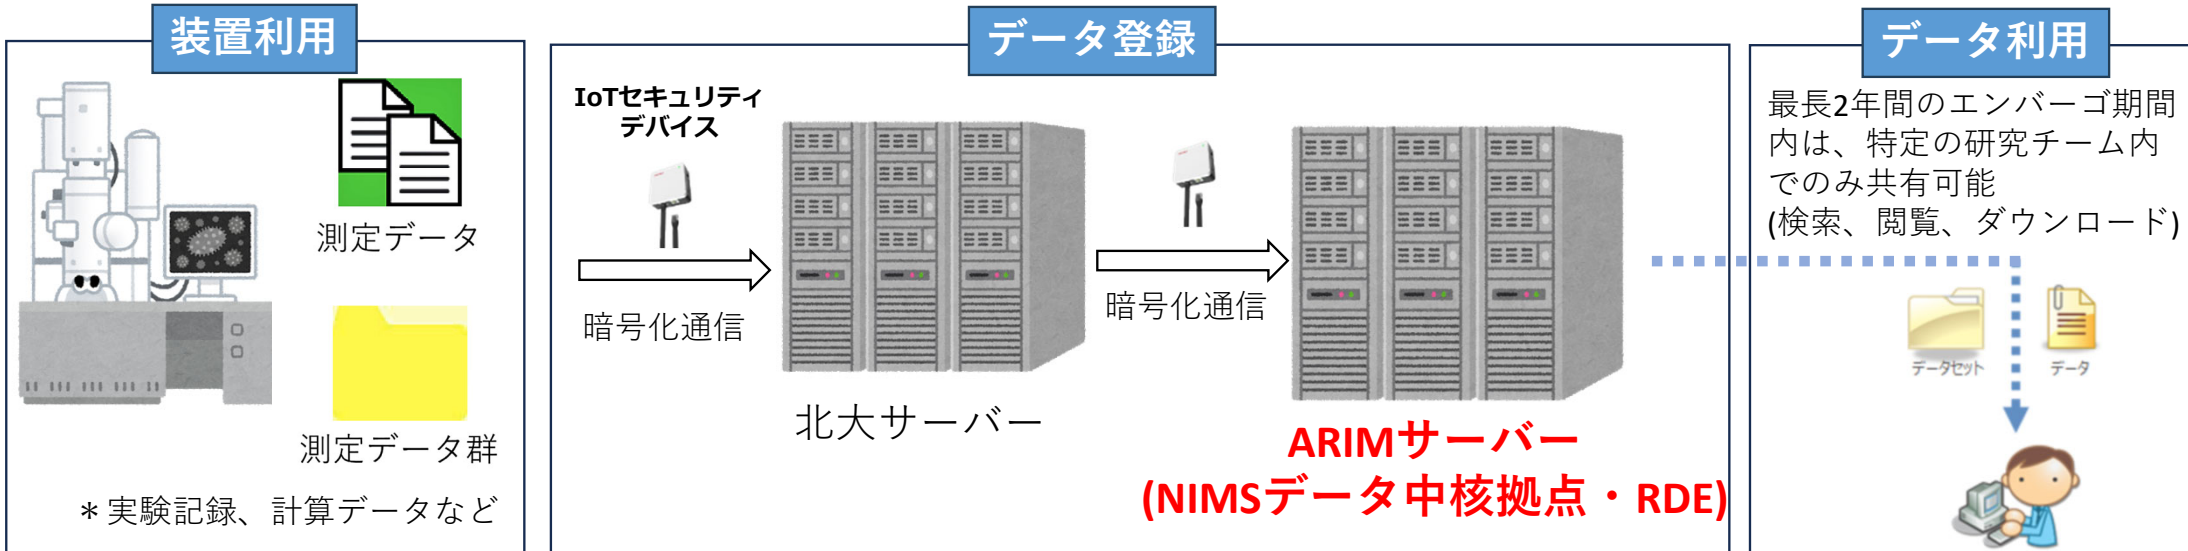 装置利用
測定データ
測定データ群
＊実験記録、計算データなど
データ登録
IoTセキュリティ
デバイス
暗号化通信
北大サーバー
暗号化通信
ARIMサーバー
(NIMSデータ中核拠点・RDE)
データ利用
最長2年間のエンバーゴ期間
内は、特定の研究チーム内
でのみ共有可能
(検索、閲覧、ダウンロード)
データセット
データ